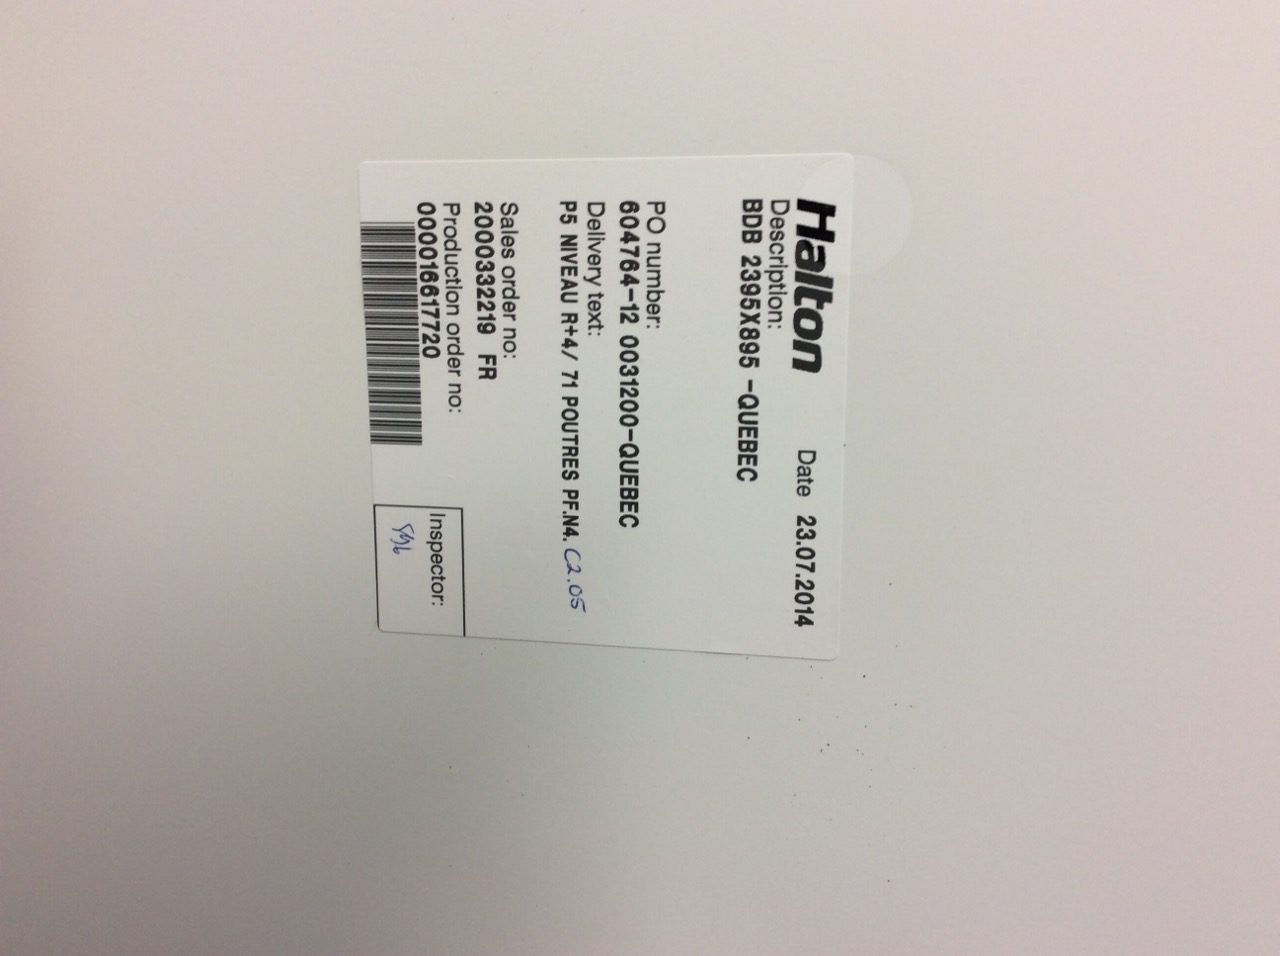 Halton Date 23.07.2014
Description:
BDB 2395X895 -QUEBEC
PO number:
604764-12 0031200-QUEBEC
Delivery text:
P5 NIVEAU R+4/ 71 POUTRES PF.N4. C2.05
Sales order no:
2000332219 FR
Production order no:
000016617720
Inspector: